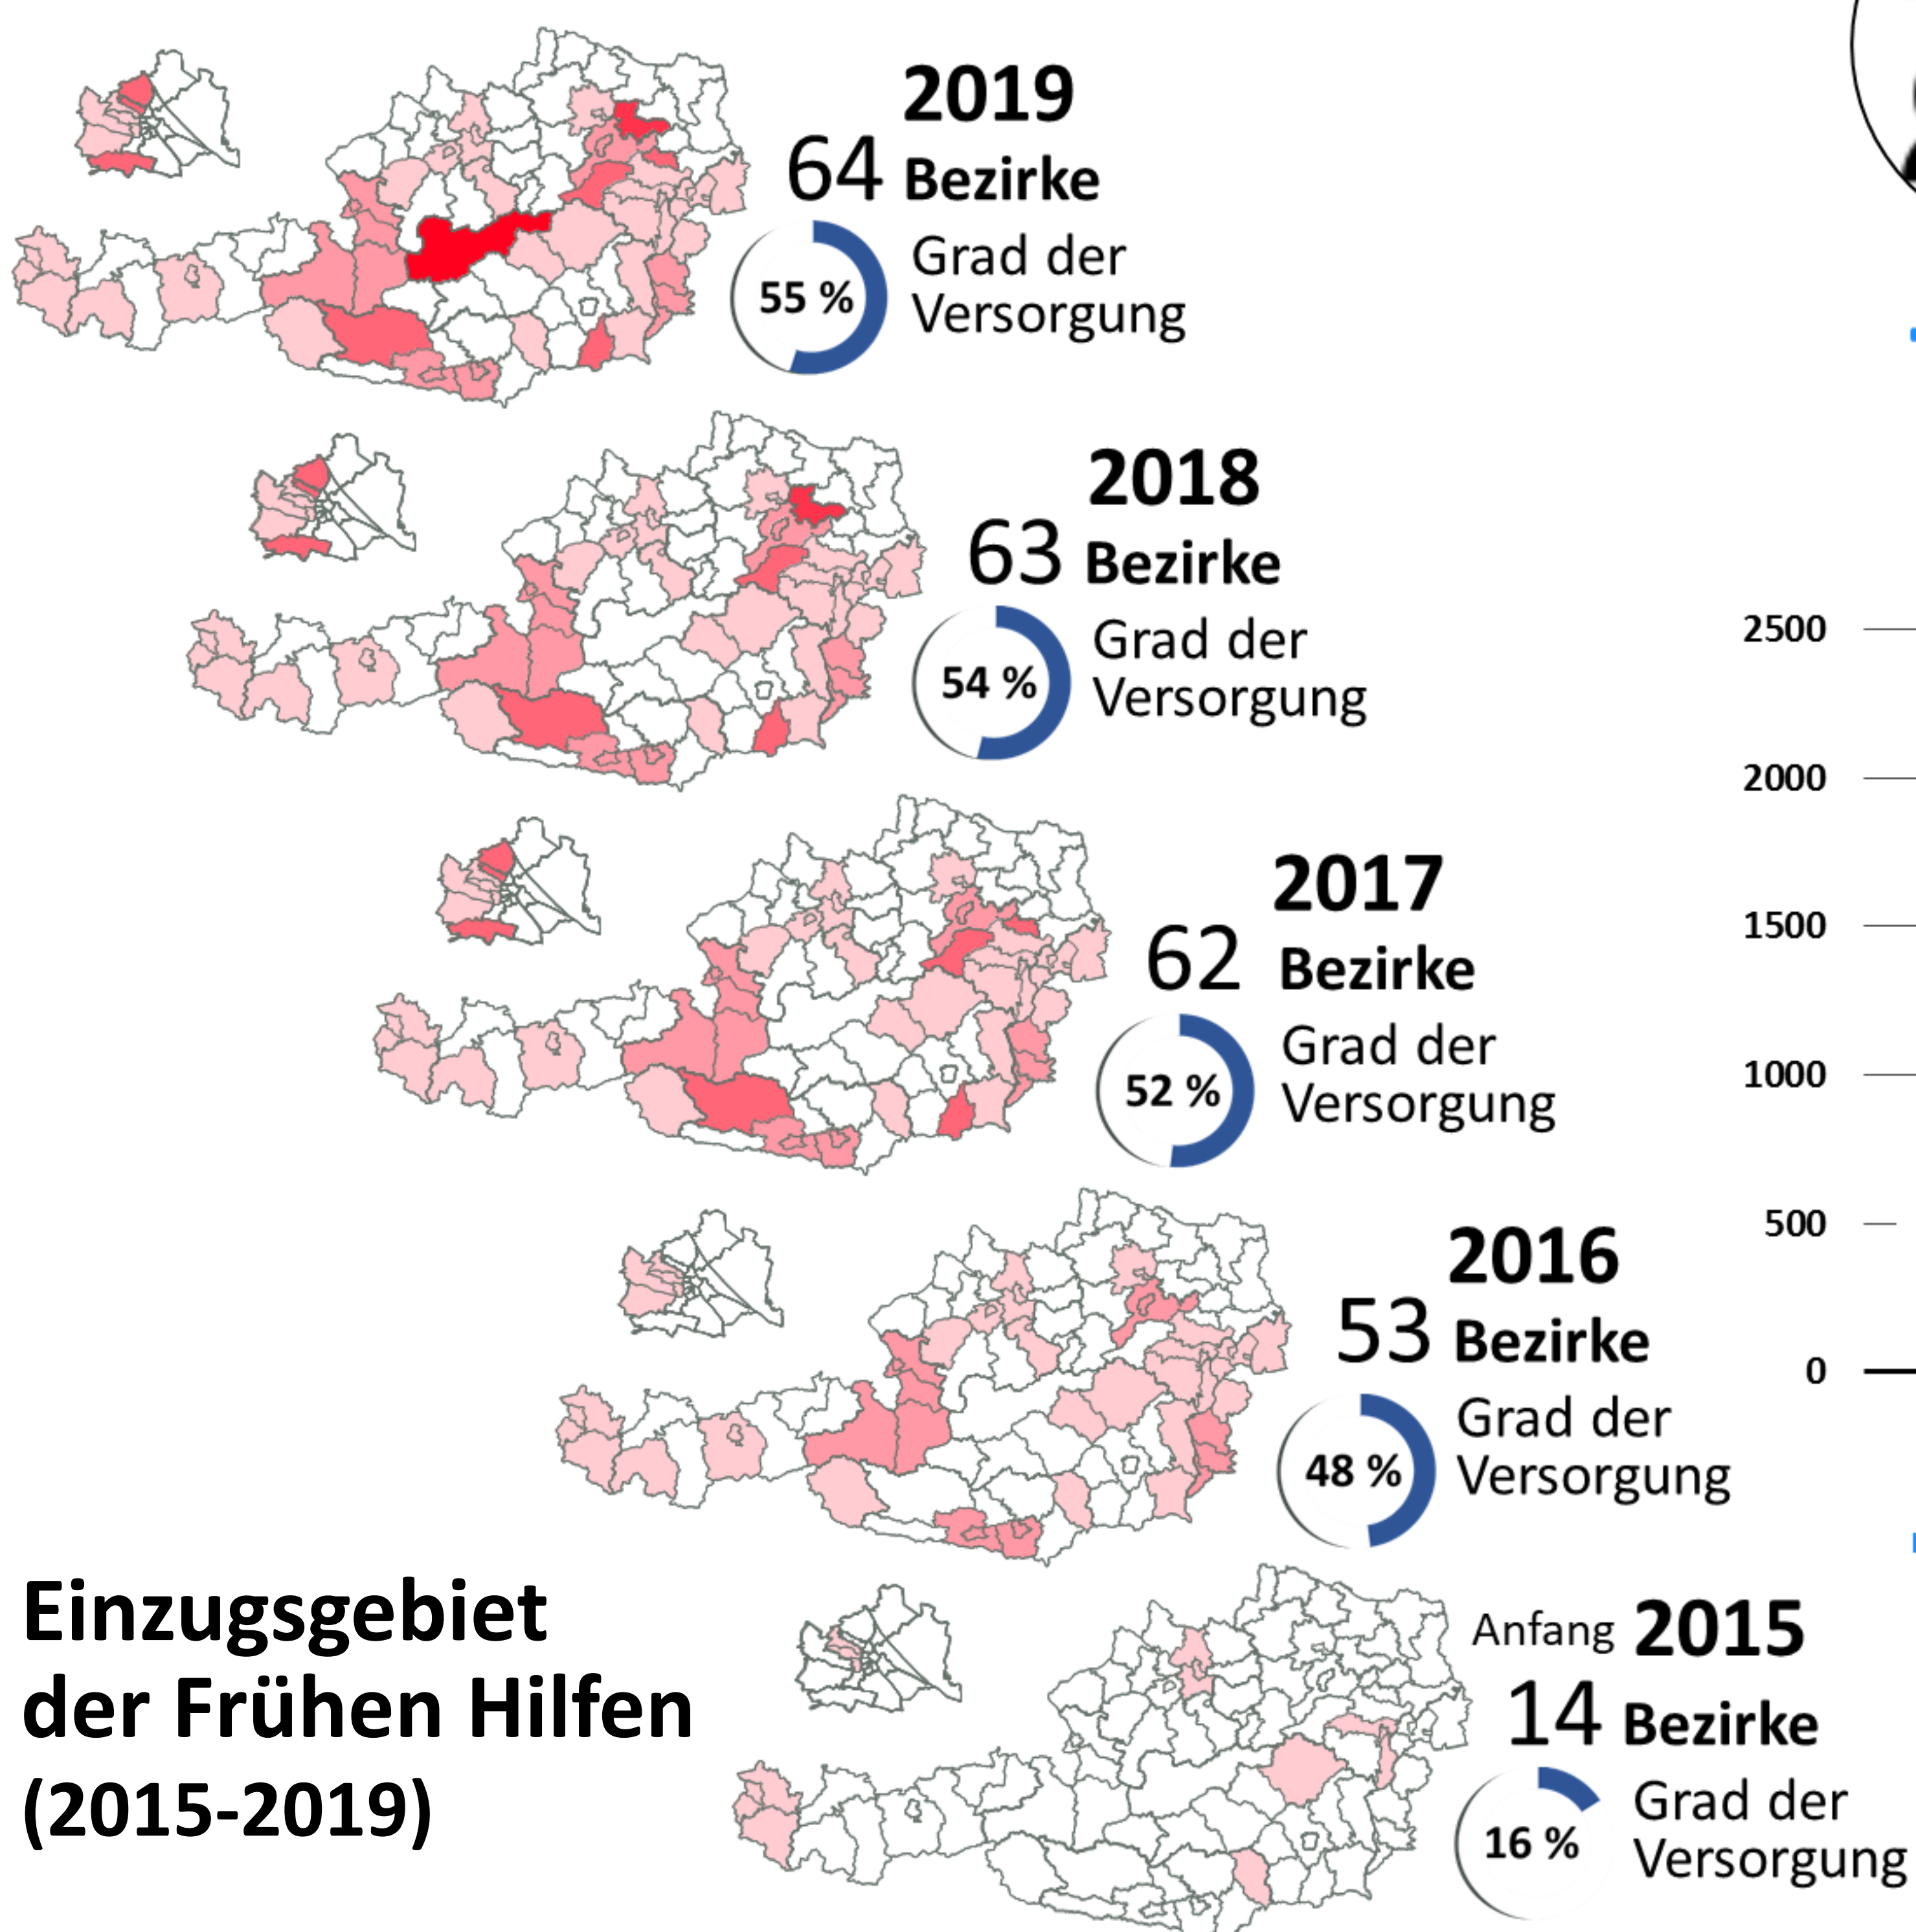 2019
64 Bezirke
55 %
Grad der
Versorgung
2018
63 Bezirke
54 %
Grad der
Versorgung
2017
62 Bezirke
52 %
Grad der
Versorgung
2016
53 Bezirke
48 %
Grad der
Versorgung
Anfang 2015
14 Bezirke
16 %
Grad der
Versorgung
Einzugsgebiet
der Frühen Hilfen
(2015-2019)
2500
2000
1500
1000
500
0